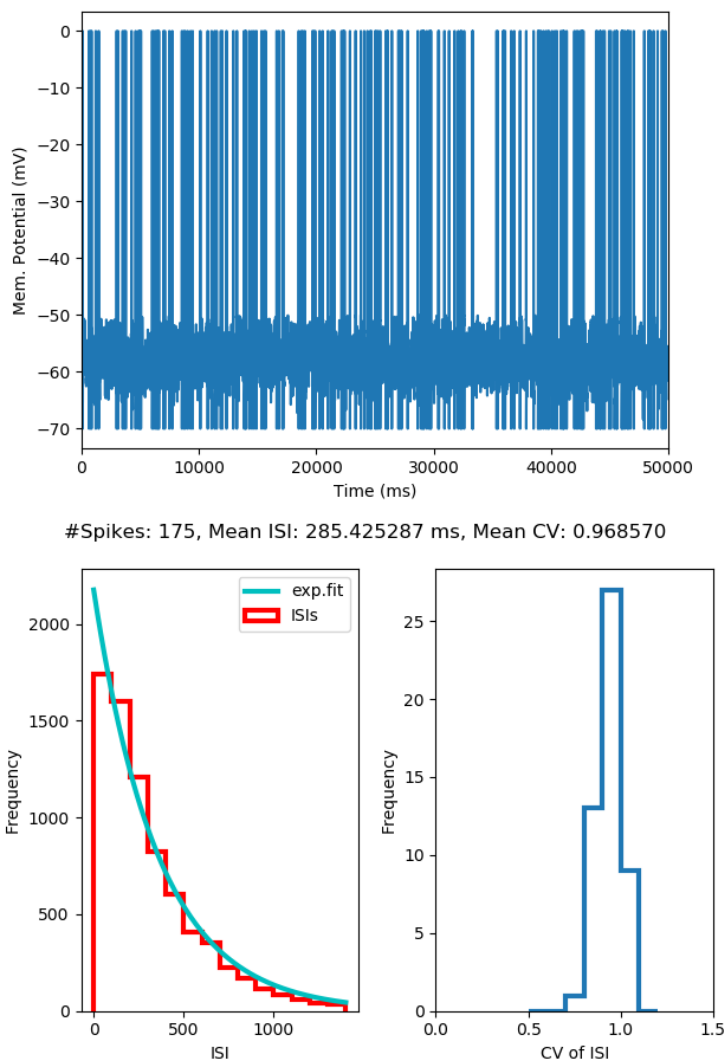 0
−10
−20
−30
−40
−50
−60
−70
Mem. Potential (mV)
0 10000 20000 30000 40000 50000
Time (ms)
#Spikes: 175, Mean ISI: 285.425287 ms, Mean CV: 0.968570
2000
1500
1000
500
0
Frequency
exp.fit
ISIs
0 500 1000
ISI
25
20
15
10
5
0
Frequency
0.0 0.5 1.0 1.5
CV of ISI